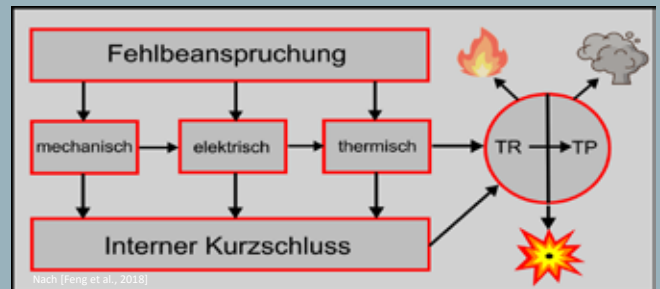 Fehlbeanspruchung
mechanisch
elektrisch
thermisch
TR
TP
Interner Kurzschluss
Nach [Feng et al., 2018]